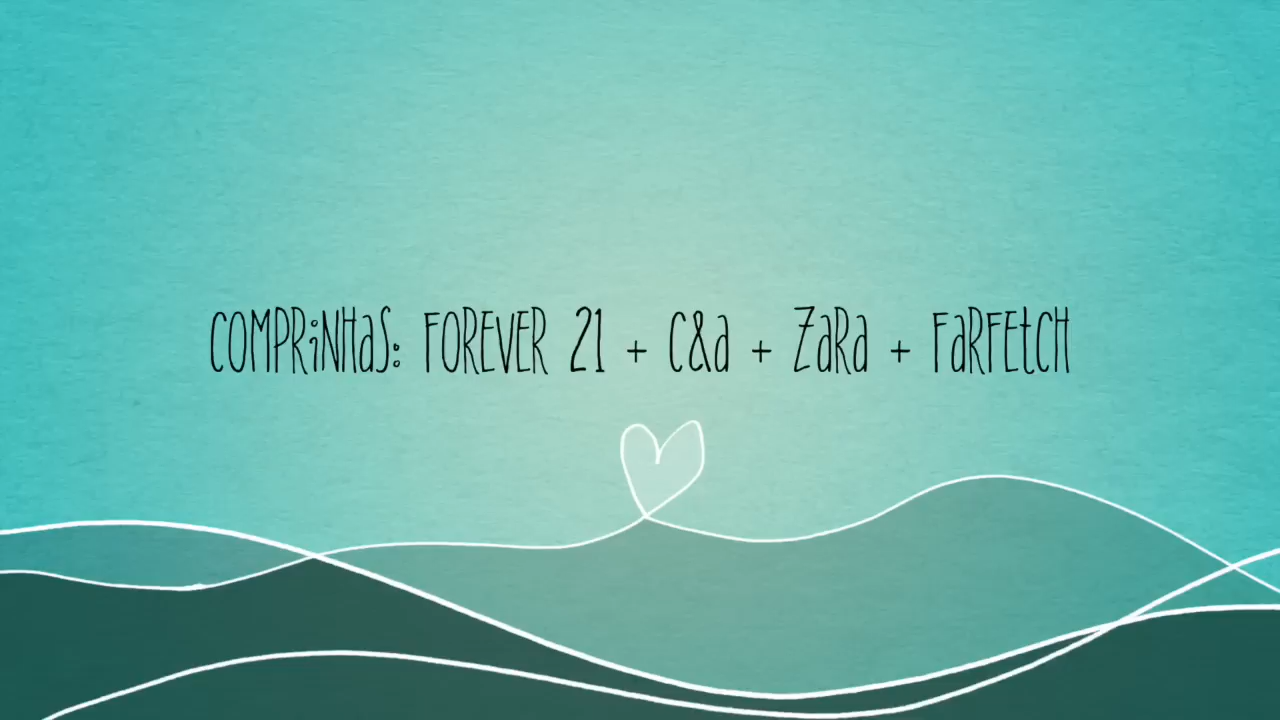 COMPRiNHaS: FOREVER 21 + C&a + ZaRa + FaRFEtCH